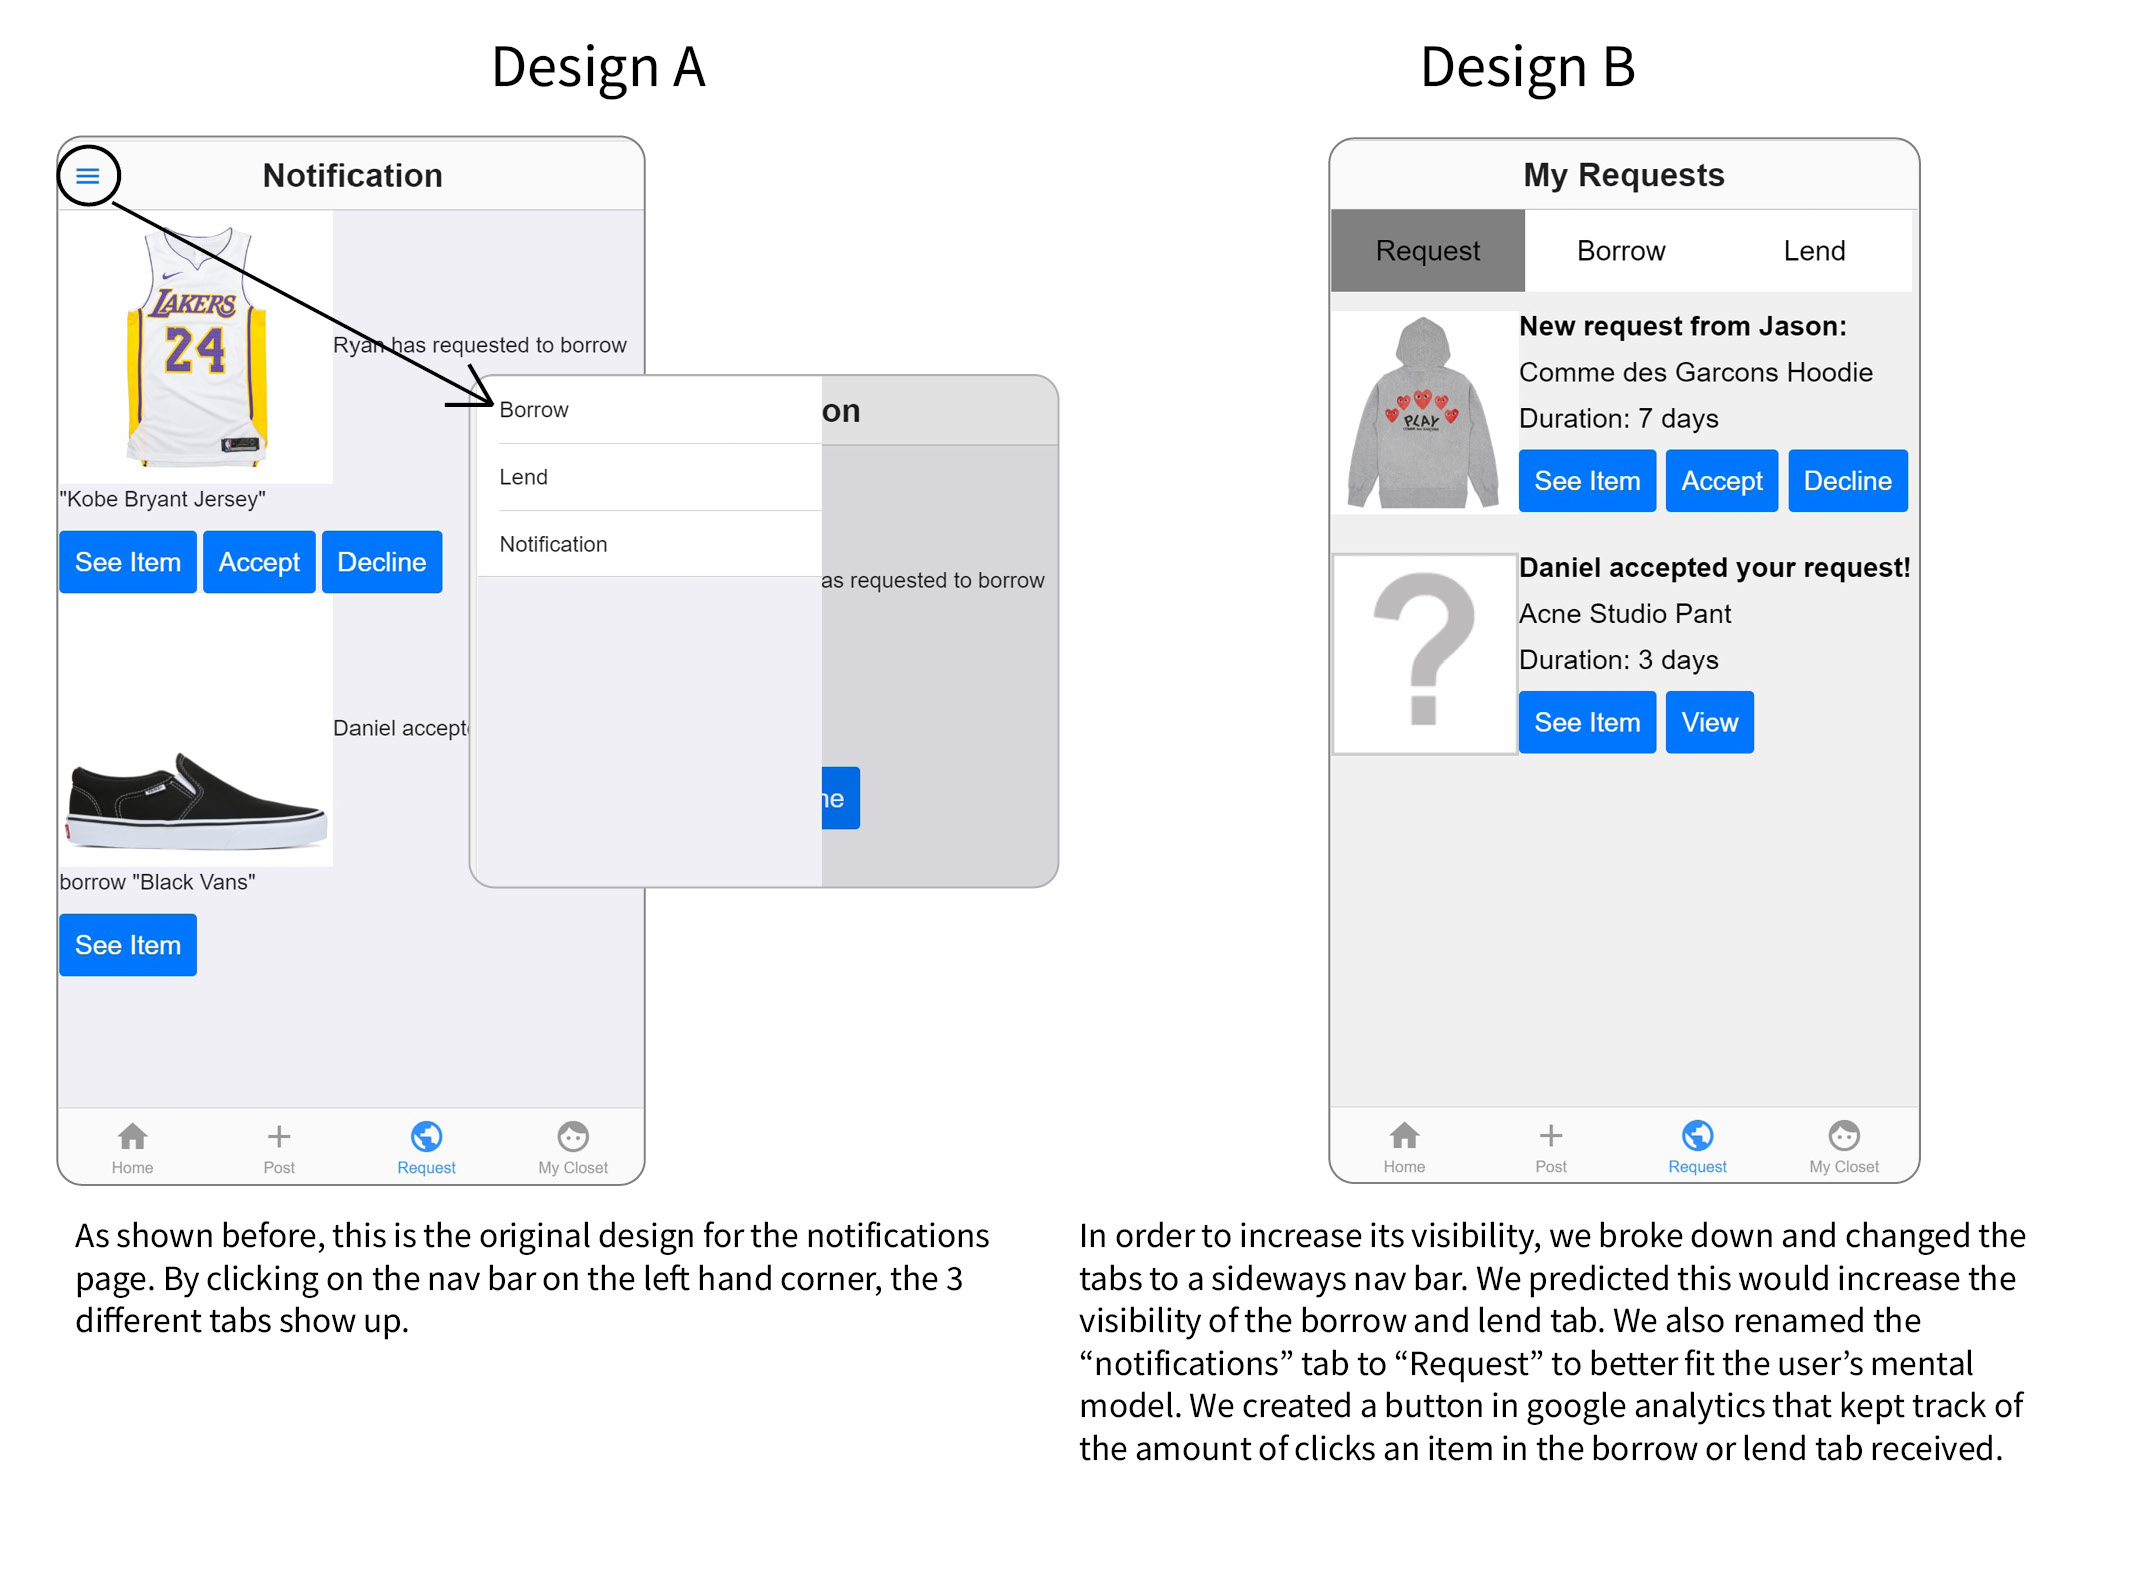 Design A
Design B
Notification
LAKERS
24
Ryan has requested to borrow
"Kobe Bryant Jersey"
See Item
Accept
Decline
Daniel accept
borrow "Black Vans"
See Item
Home
Post
Request
My Closet
Borrow
Lend
Notification
on
as requested to borrow
ne
My Requests
Request
Borrow
Lend
PLAY
New request from Jason:
Comme des Garcons Hoodie
Duration: 7 days
See Item
Accept
Decline
?
Daniel accepted your request!
Acne Studio Pant
Duration: 3 days
See Item
View
Home
Post
Request
My Closet
As shown before, this is the original design for the notifications
page. By clicking on the nav bar on the left hand corner, the 3
different tabs show up.
In order to increase its visibility, we broke down and changed the
tabs to a sideways nav bar. We predicted this would increase the
visibility of the borrow and lend tab. We also renamed the
“notifications” tab to “Request” to better fit the user’s mental
model. We created a button in google analytics that kept track of
the amount of clicks an item in the borrow or lend tab received.